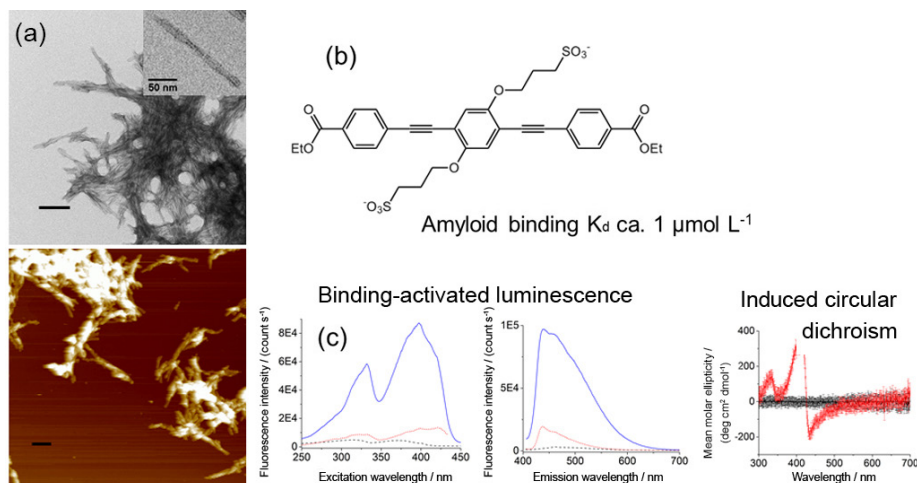 (a)
50 nm
(b)
SO₃⁻
O
O
O
EtO
O
OEt
O
⁻O₃S
Amyloid binding Kd ca. 1 μmol L⁻¹
Binding-activated luminescence
(c)
Fluorescence intensity / (count s⁻¹)
8E4
6E4
4E4
2E4
0
250 300 350 400 450
Excitation wavelength / nm
Fluorescence intensity / (count s⁻¹)
1E5
5E4
0
400 500 600 700
Emission wavelength / nm
Induced circular
dichroism
Mean molar ellipticity /
(deg cm² dmol⁻¹)
400
200
0
-200
300 400 500 600 700
Wavelength / nm